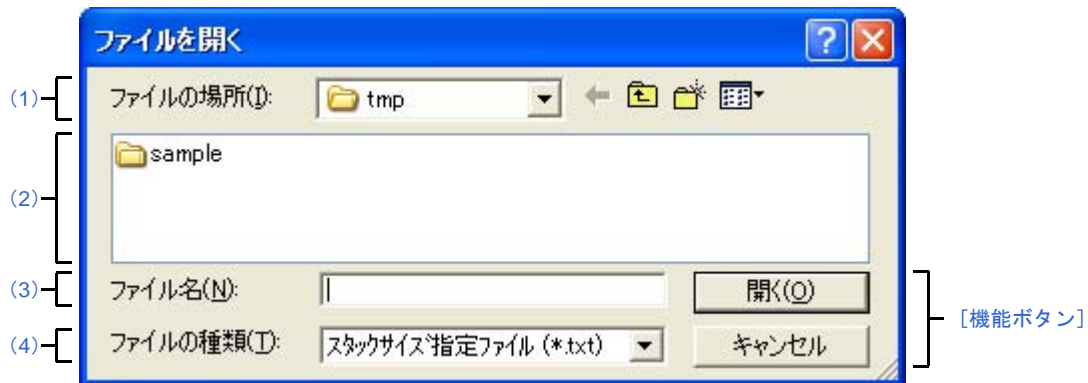 ファイルを開く
(1) ファイルの場所(I): tmp
(2) sample
(3) ファイル名(N): 開く(O)
[機能ボタン]
(4) ファイルの種類(T): スタックサイズ指定ファイル (*.txt) キャンセル